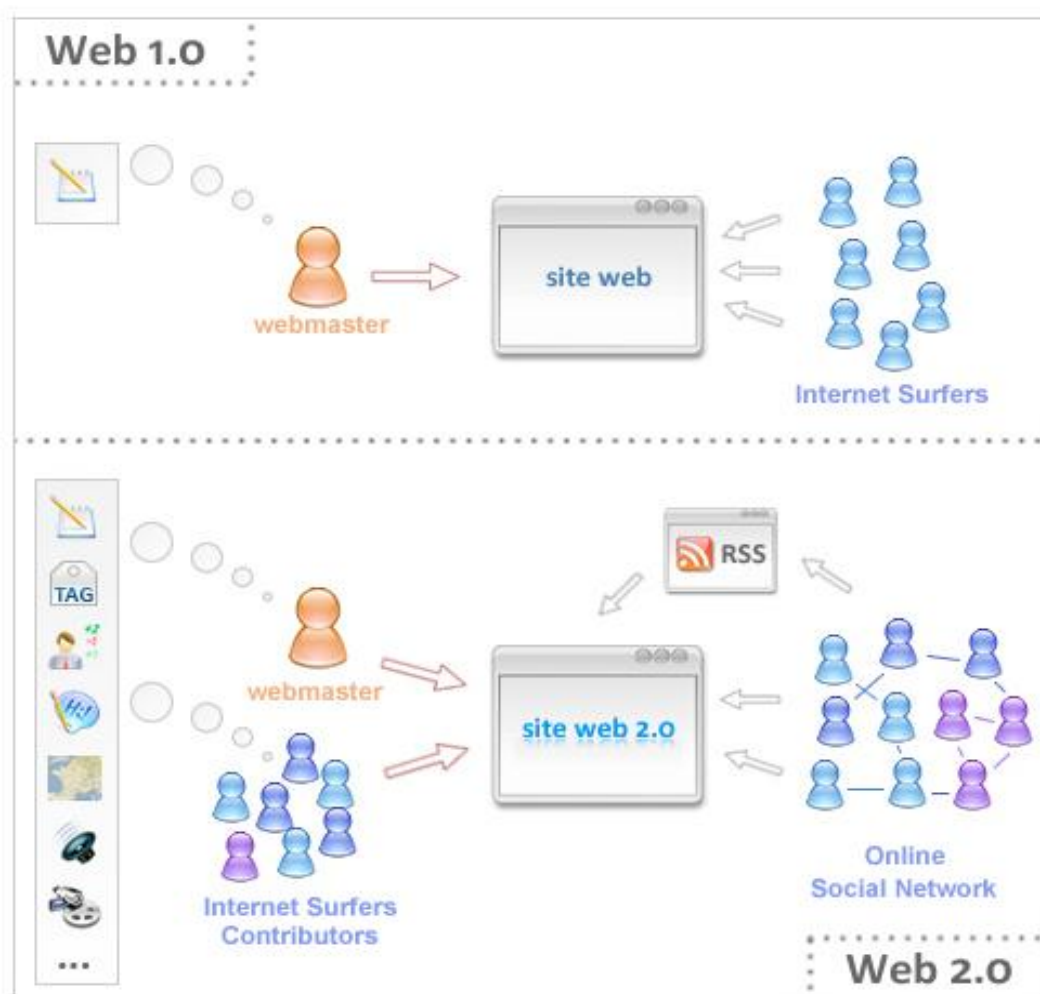 Web 1.0
site web
webmaster
Internet Surfers
RSS
TAG
webmaster
Hi!
site web 2.0
Online
Social Network
Internet Surfers
Contributors
...
Web 2.0